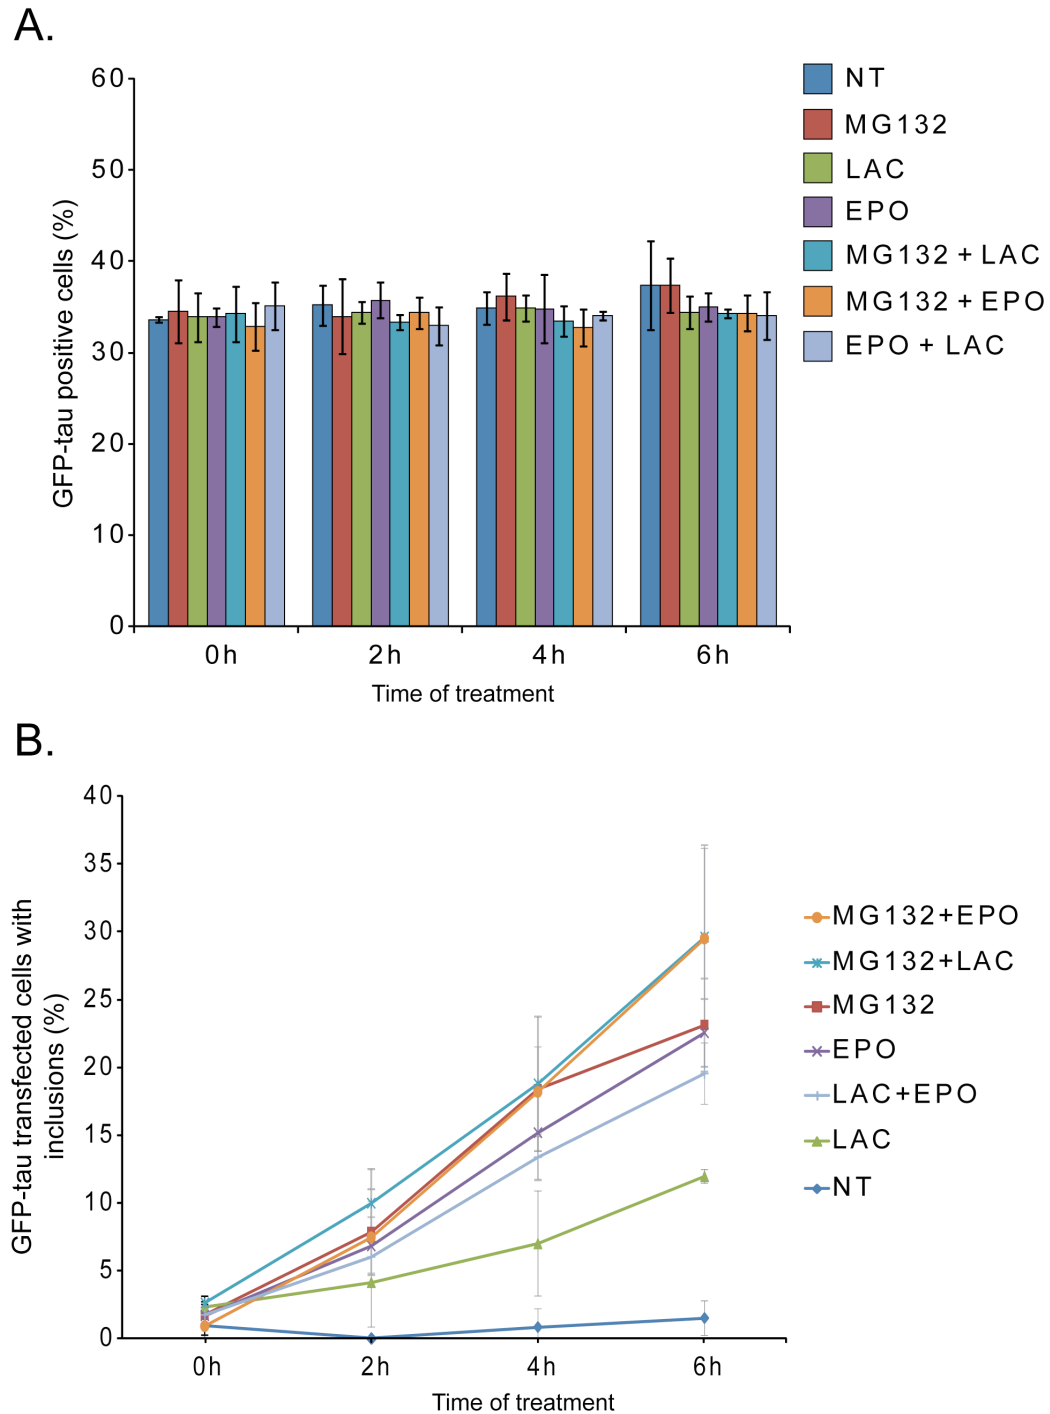 A.
60
50
40
30
20
10
0
GFP-tau positive cells (%)
0h
2h
4h
6h
Time of treatment
NT
MG132
LAC
EPO
MG132 + LAC
MG132 + EPO
EPO + LAC
B.
40
35
30
25
20
15
10
5
0
GFP-tau transfected cells with
inclusions (%)
0h
2h
4h
6h
Time of treatment
MG132+EPO
MG132+LAC
MG132
EPO
LAC+EPO
LAC
NT